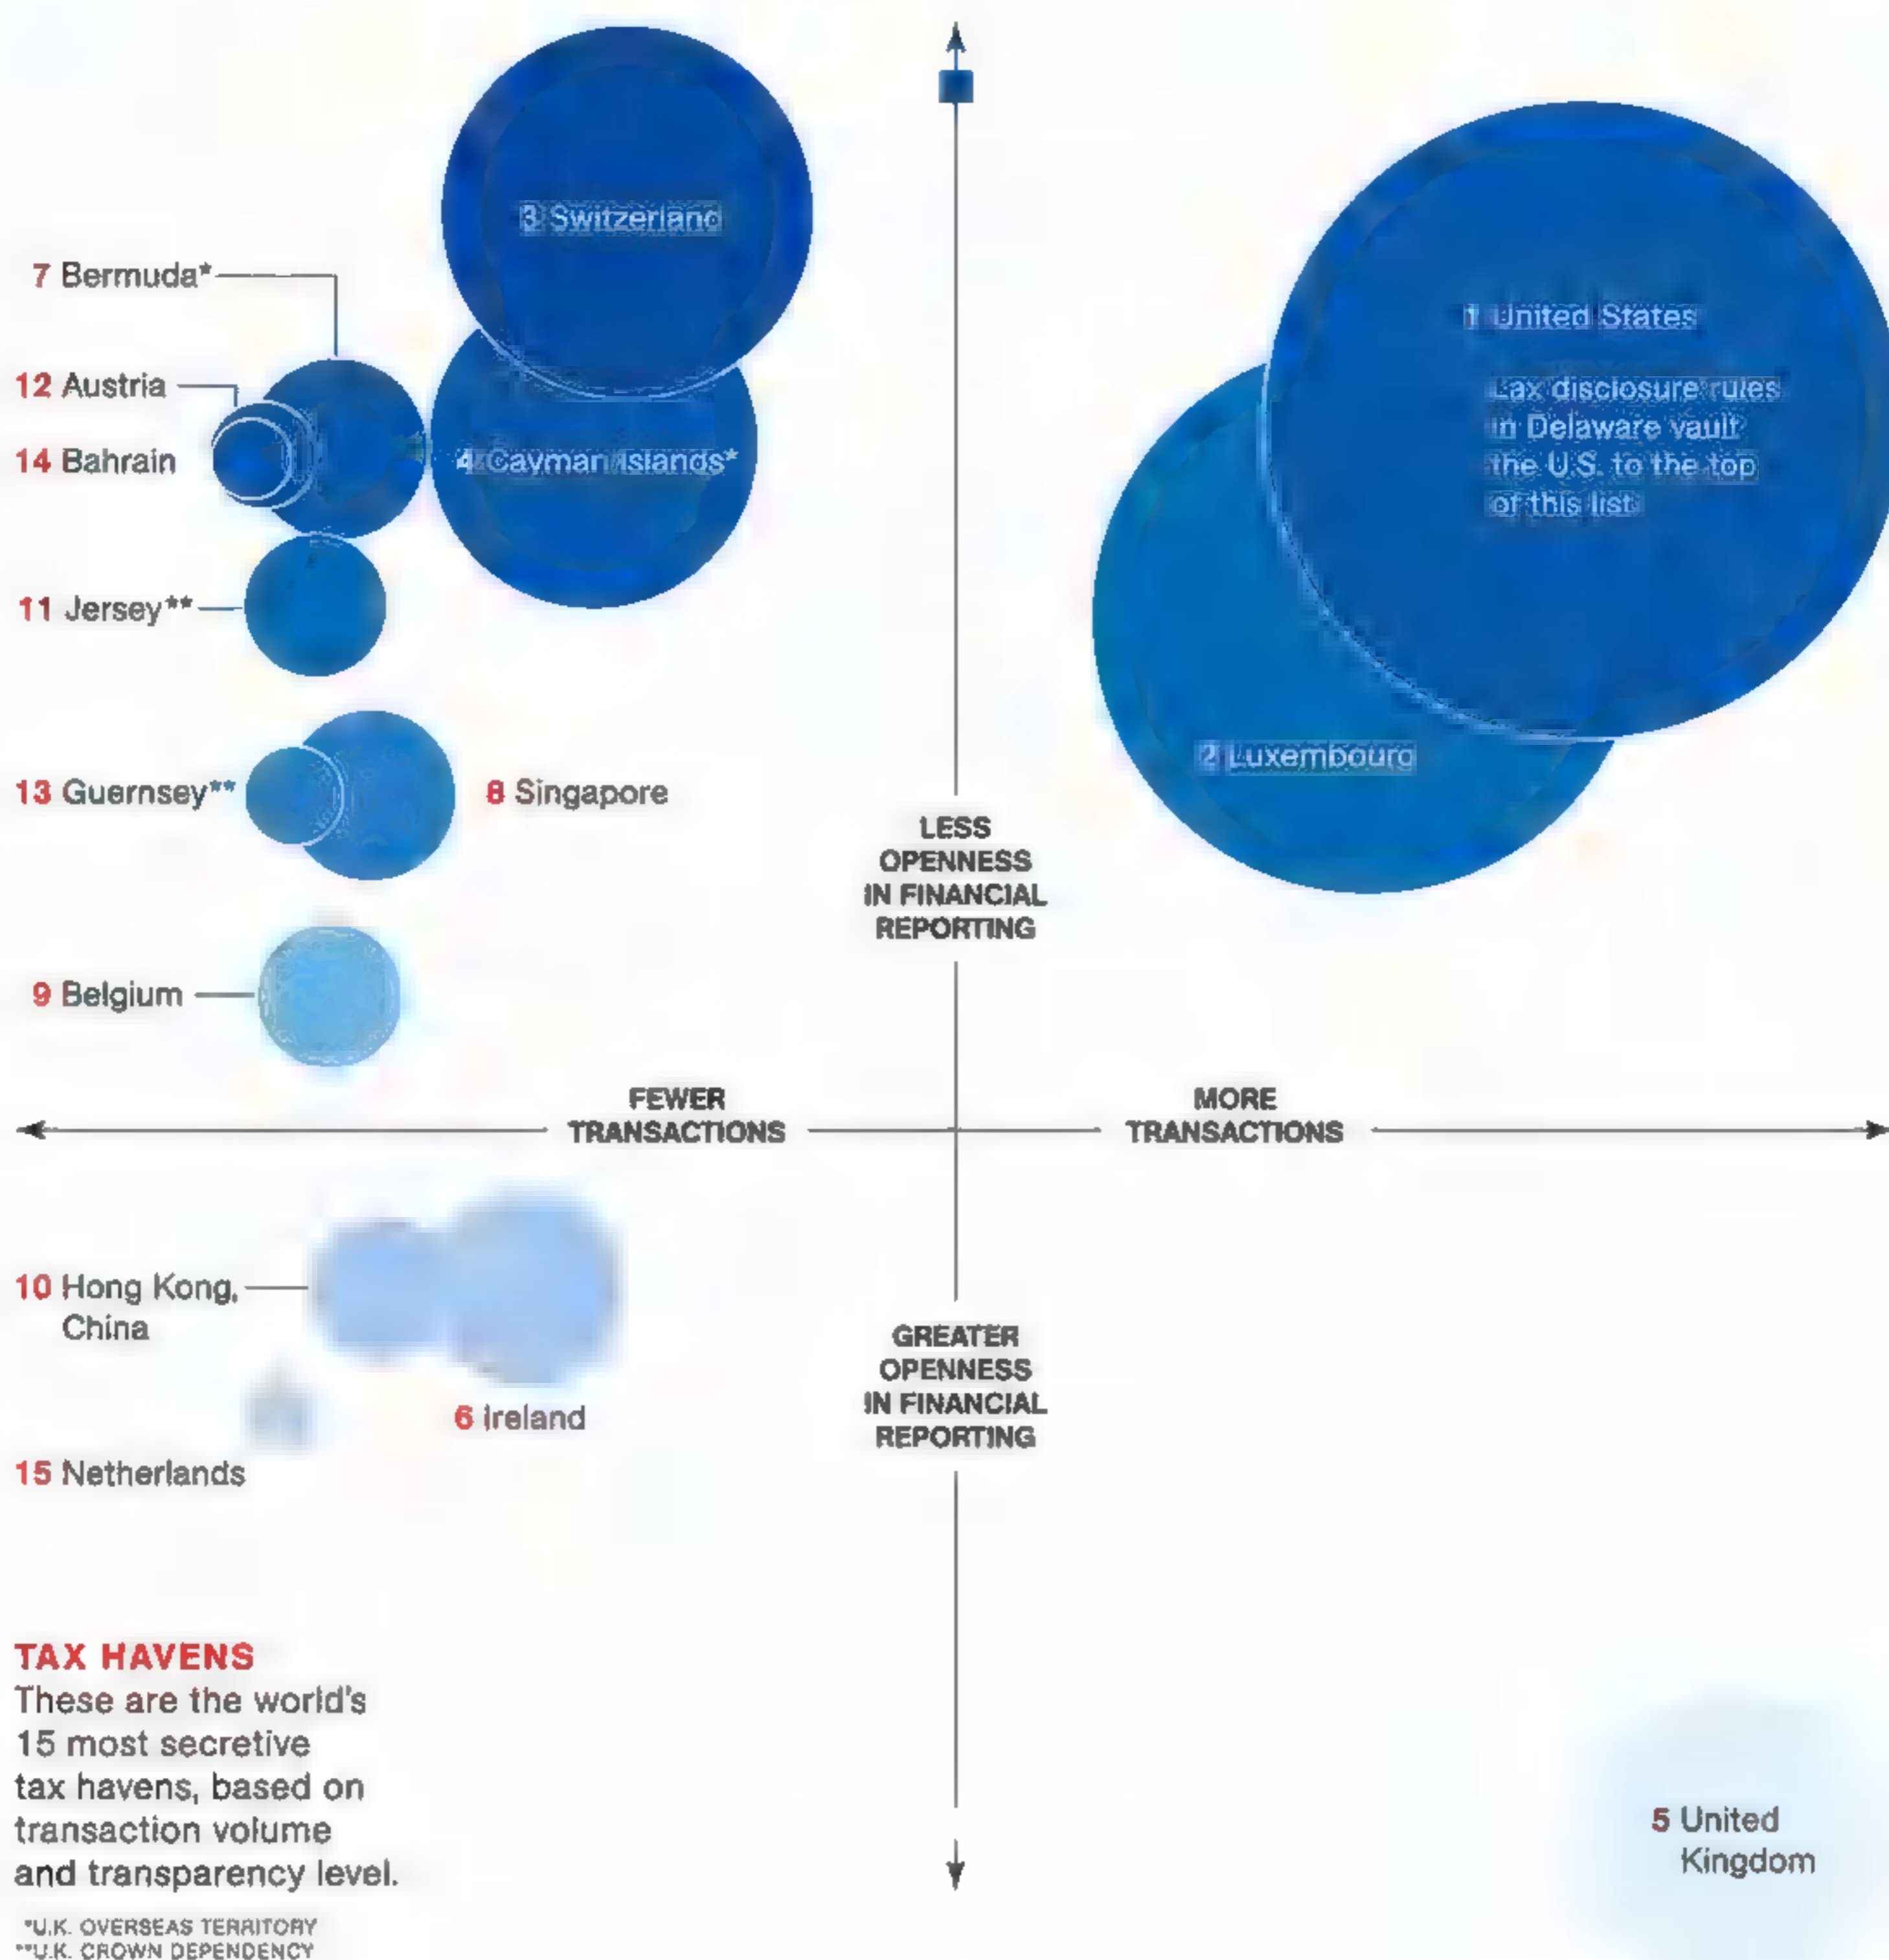 3 Switzerland
7 Bermuda*
1 United States
12 Austria
Lax disclosure rules
in Delaware vault
the U.S. to the top
of this list.
14 Bahrain
4 Cayman Islands*
11 Jersey**
2 Luxembourg
13 Guernsey**
8 Singapore
LESS
OPENNESS
IN FINANCIAL
REPORTING
9 Belgium
FEWER
TRANSACTIONS
MORE
TRANSACTIONS
10 Hong Kong,
China
GREATER
OPENNESS
IN FINANCIAL
REPORTING
6 Ireland
15 Netherlands
TAX HAVENS
These are the world's
15 most secretive
tax havens, based on
transaction volume
and transparency level.
5 United
Kingdom
*U.K. OVERSEAS TERRITORY
**U.K. CROWN DEPENDENCY